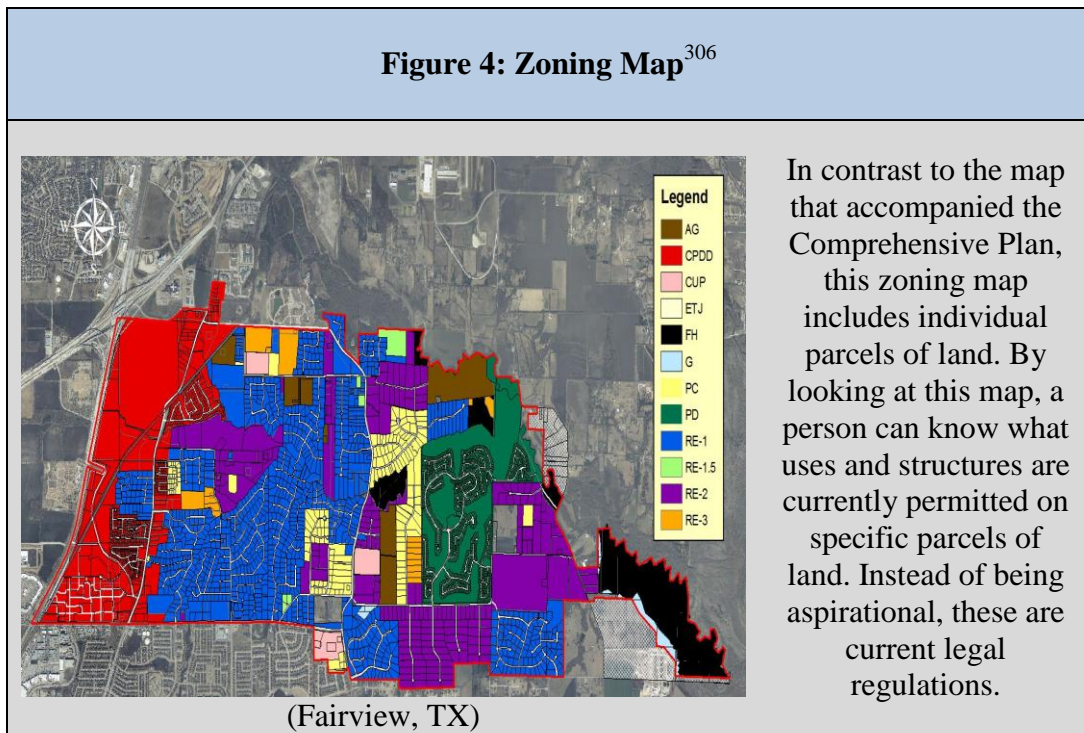 Figure 4: Zoning Map306
N
W
E
S
Legend
AG
CPDD
CUP
ETJ
FH
G
PC
PD
RE-1
RE-1.5
RE-2
RE-3
(Fairview, TX)
In contrast to the map
that accompanied the
Comprehensive Plan,
this zoning map
includes individual
parcels of land. By
looking at this map, a
person can know what
uses and structures are
currently permitted on
specific parcels of
land. Instead of being
aspirational, these are
current legal
regulations.